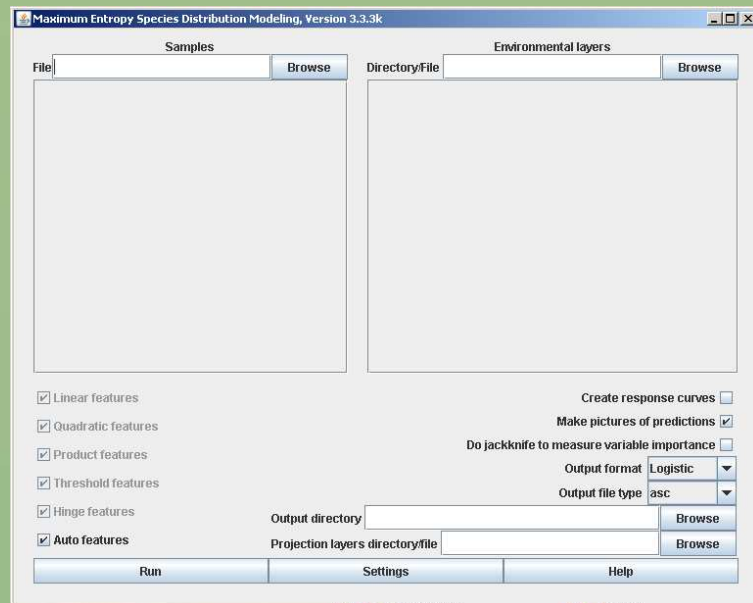 Maximum Entropy Species Distribution Modeling, Version 3.3.3k
Samples
File
Browse
Environmental layers
Directory/File
Browse
Linear features
Quadratic features
Product features
Threshold features
Hinge features
Auto features
Create response curves
Make pictures of predictions
Do jackknife to measure variable importance
Output format Logistic
Output file type asc
Output directory
Browse
Projection layers directory/file
Browse
Run
Settings
Help